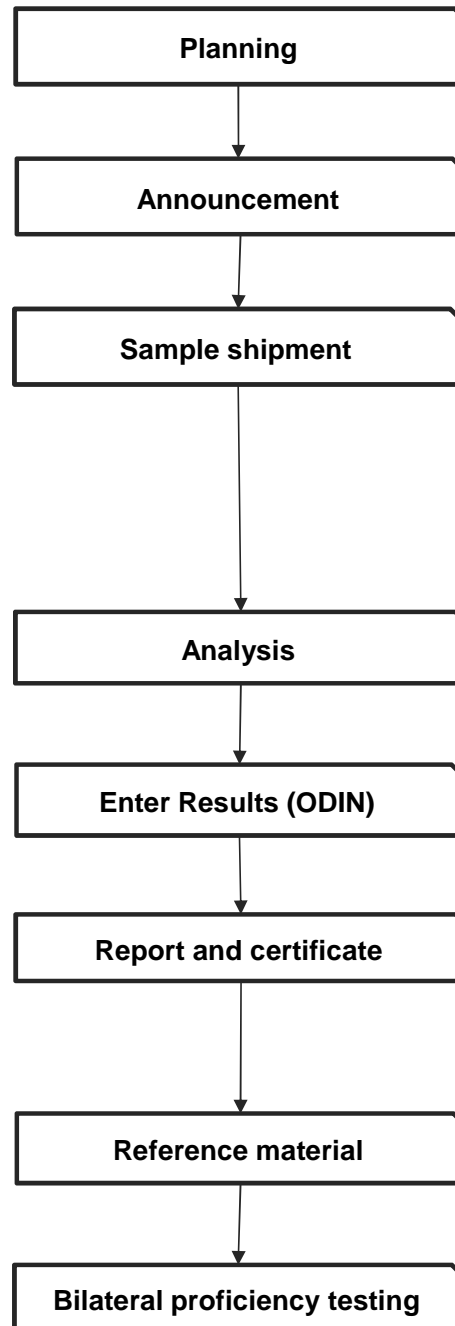 Planning
Announcement
Sample shipment
Analysis
Enter Results (ODIN)
Report and certificate
Reference material
Bilateral proficiency testing